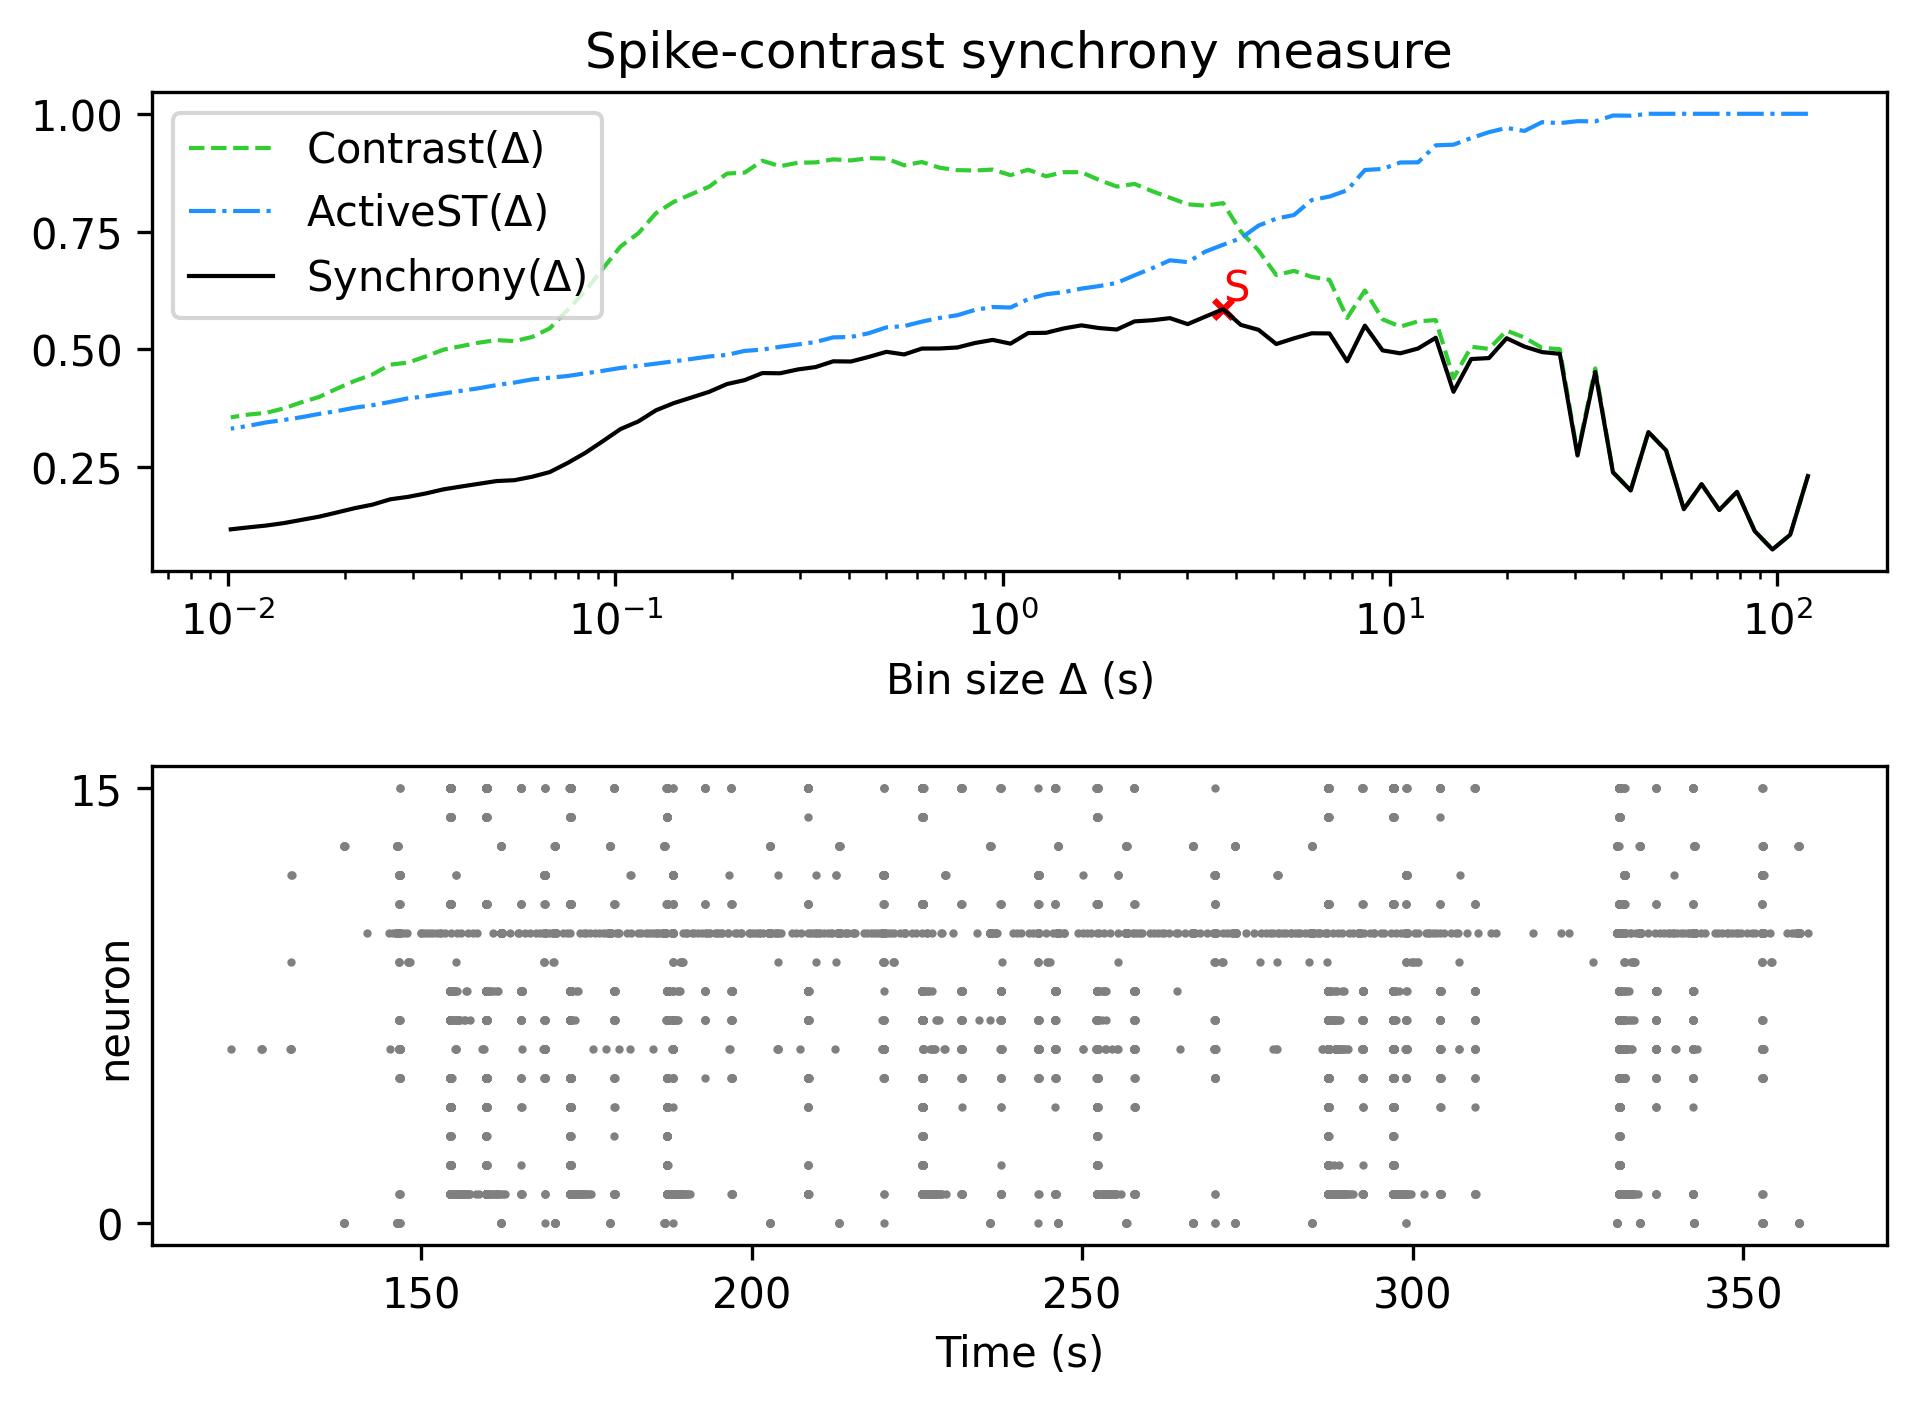 Spike-contrast synchrony measure
1.00
0.75
0.50
0.25
Contrast(Δ)
ActiveST(Δ)
Synchrony(Δ)
S
10⁻² 10⁻¹ 10⁰ 10¹ 10²
Bin size Δ (s)
15
0
neuron
150 200 250 300 350
Time (s)